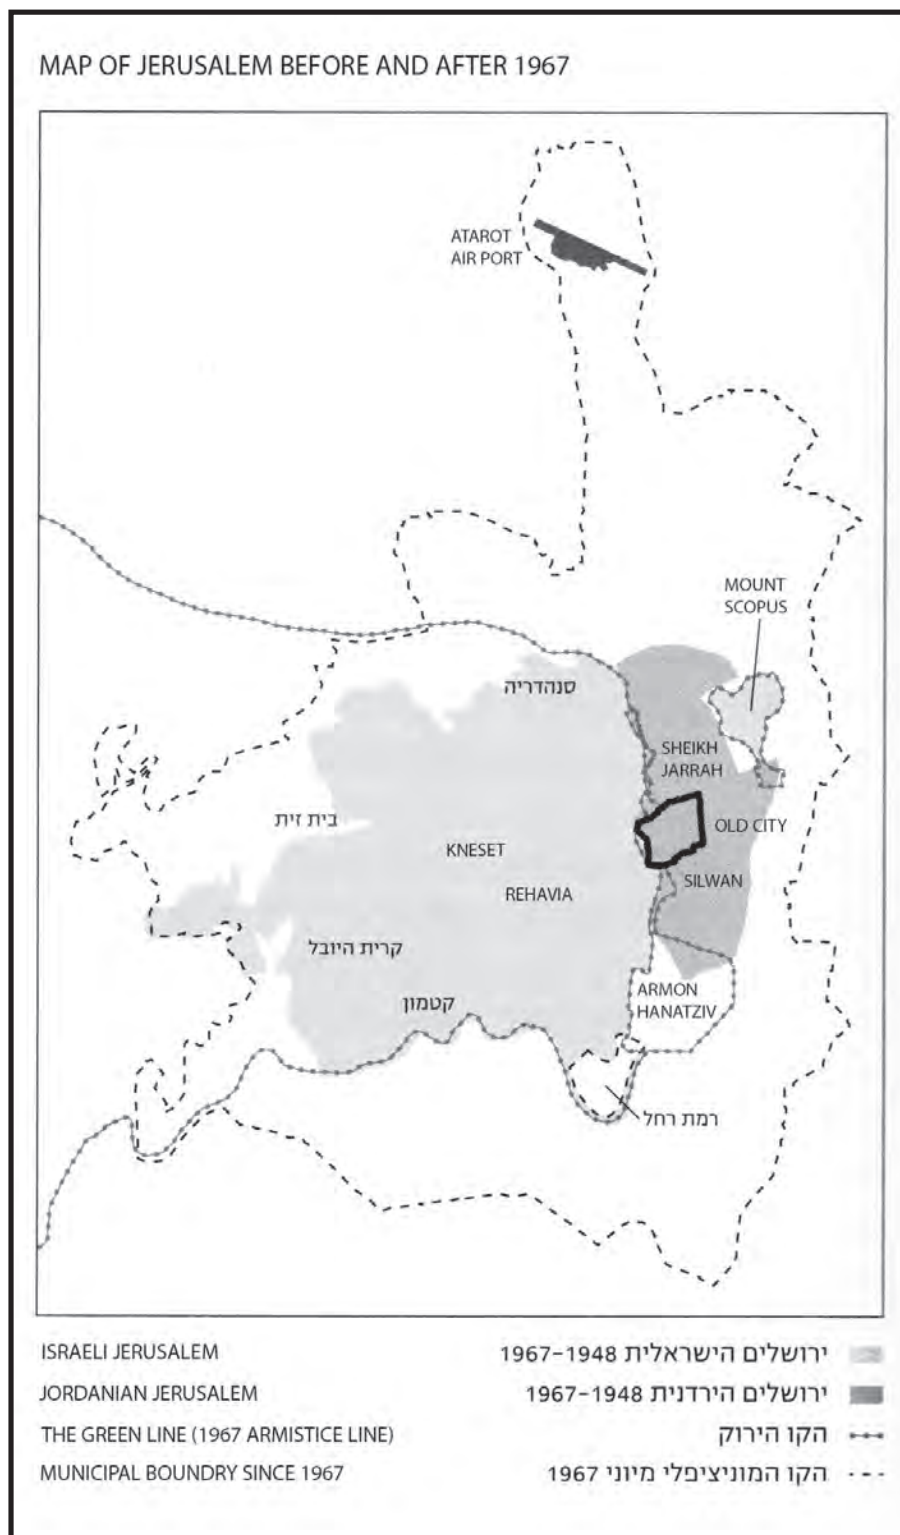 MAP OF JERUSALEM BEFORE AND AFTER 1967
ATAROT
AIR PORT
MOUNT
SCOPUS
סנהדריה
SHEIKH
JARRAH
בית זית
OLD CITY
KNESET
SILWAN
REHAVIA
קרית היובל
ARMON
HANATZIV
קטמון
רמת רחל
ISRAELI JERUSALEM
ירושלים הישראלית 1967-1948
JORDANIAN JERUSALEM
ירושלים הירדנית 1967-1948
THE GREEN LINE (1967 ARMISTICE LINE)
הקו הירוק
MUNICIPAL BOUNDRY SINCE 1967
הקו המוניציפלי מיוני 1967